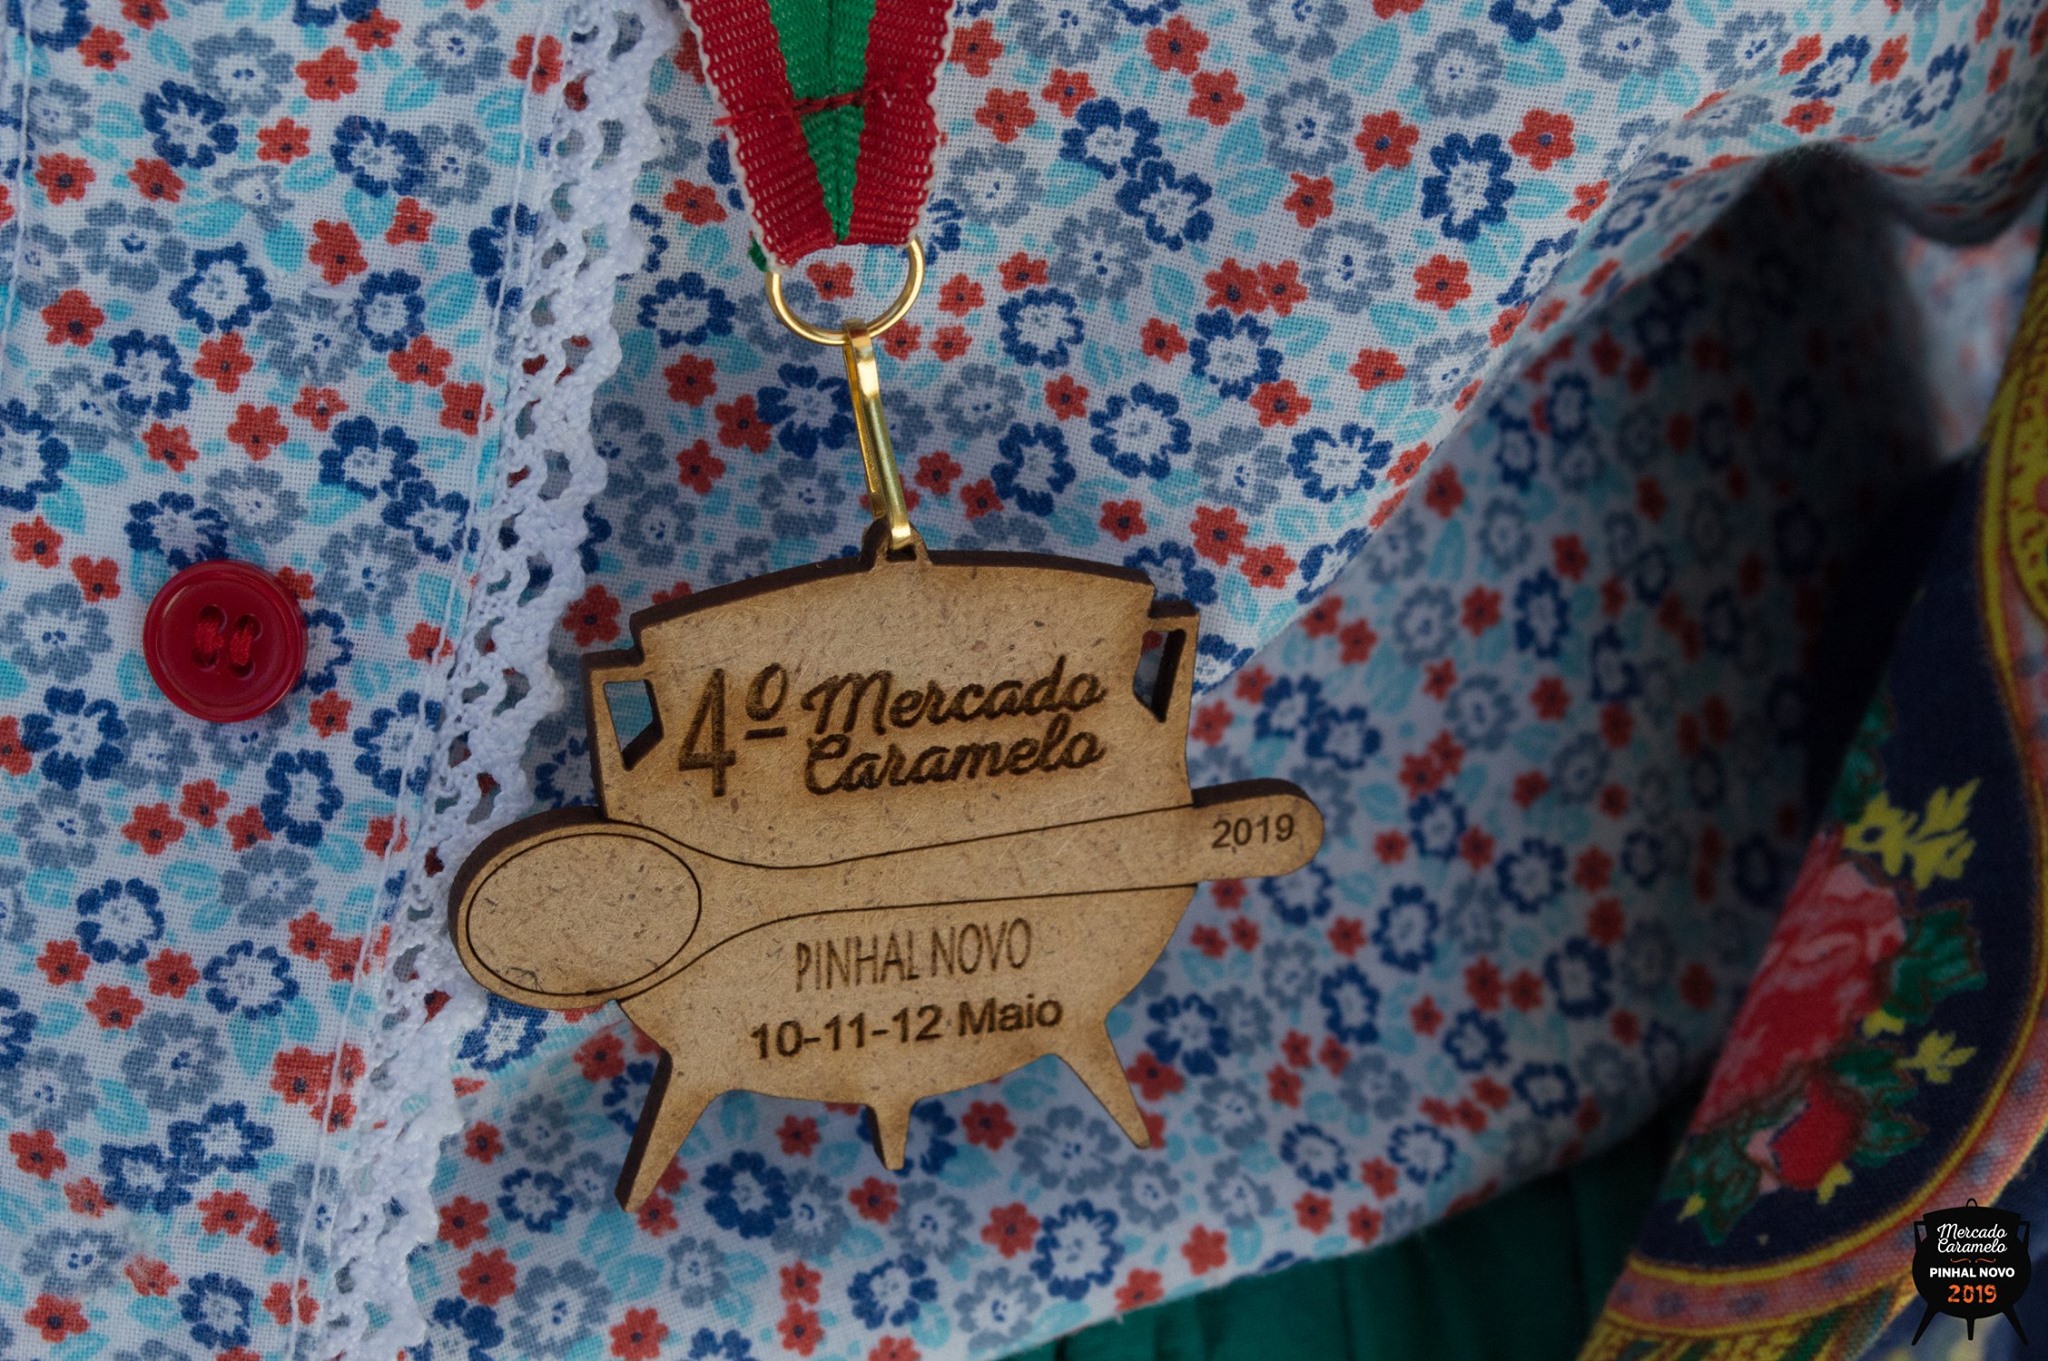 4º Mercado
Caramelo
2019
PINHAL NOVO
10-11-12 Maio
Mercado
Caramelo
PINHAL NOVO
2019